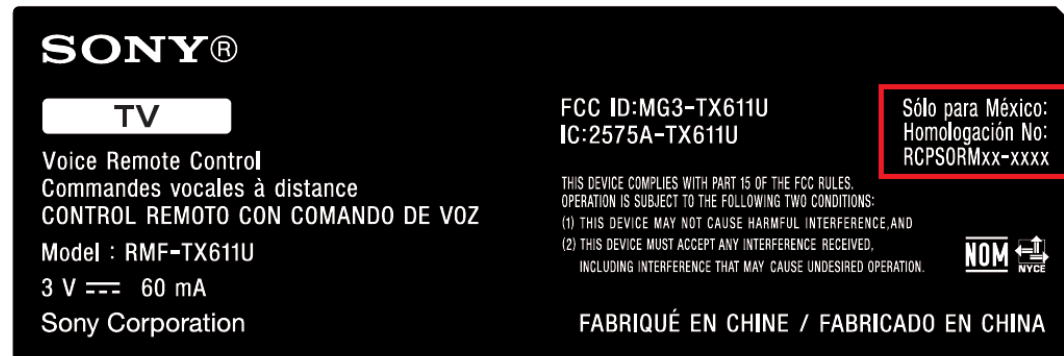 SONY®
TV
Voice Remote Control
Commandes vocales à distance
CONTROL REMOTO CON COMANDO DE VOZ
Model : RMF-TX611U
3 V ⎓ 60 mA
Sony Corporation
FCC ID:MG3-TX611U
IC:2575A-TX611U
THIS DEVICE COMPLIES WITH PART 15 OF THE FCC RULES.
OPERATION IS SUBJECT TO THE FOLLOWING TWO CONDITIONS:
(1) THIS DEVICE MAY NOT CAUSE HARMFUL INTERFERENCE,AND
(2) THIS DEVICE MUST ACCEPT ANY INTERFERENCE RECEIVED,
INCLUDING INTERFERENCE THAT MAY CAUSE UNDESIRED OPERATION.
Sólo para México:
Homologación No:
RCPSORMxx-xxxx
NOM
NYCE
FABRIQUÉ EN CHINE / FABRICADO EN CHINA